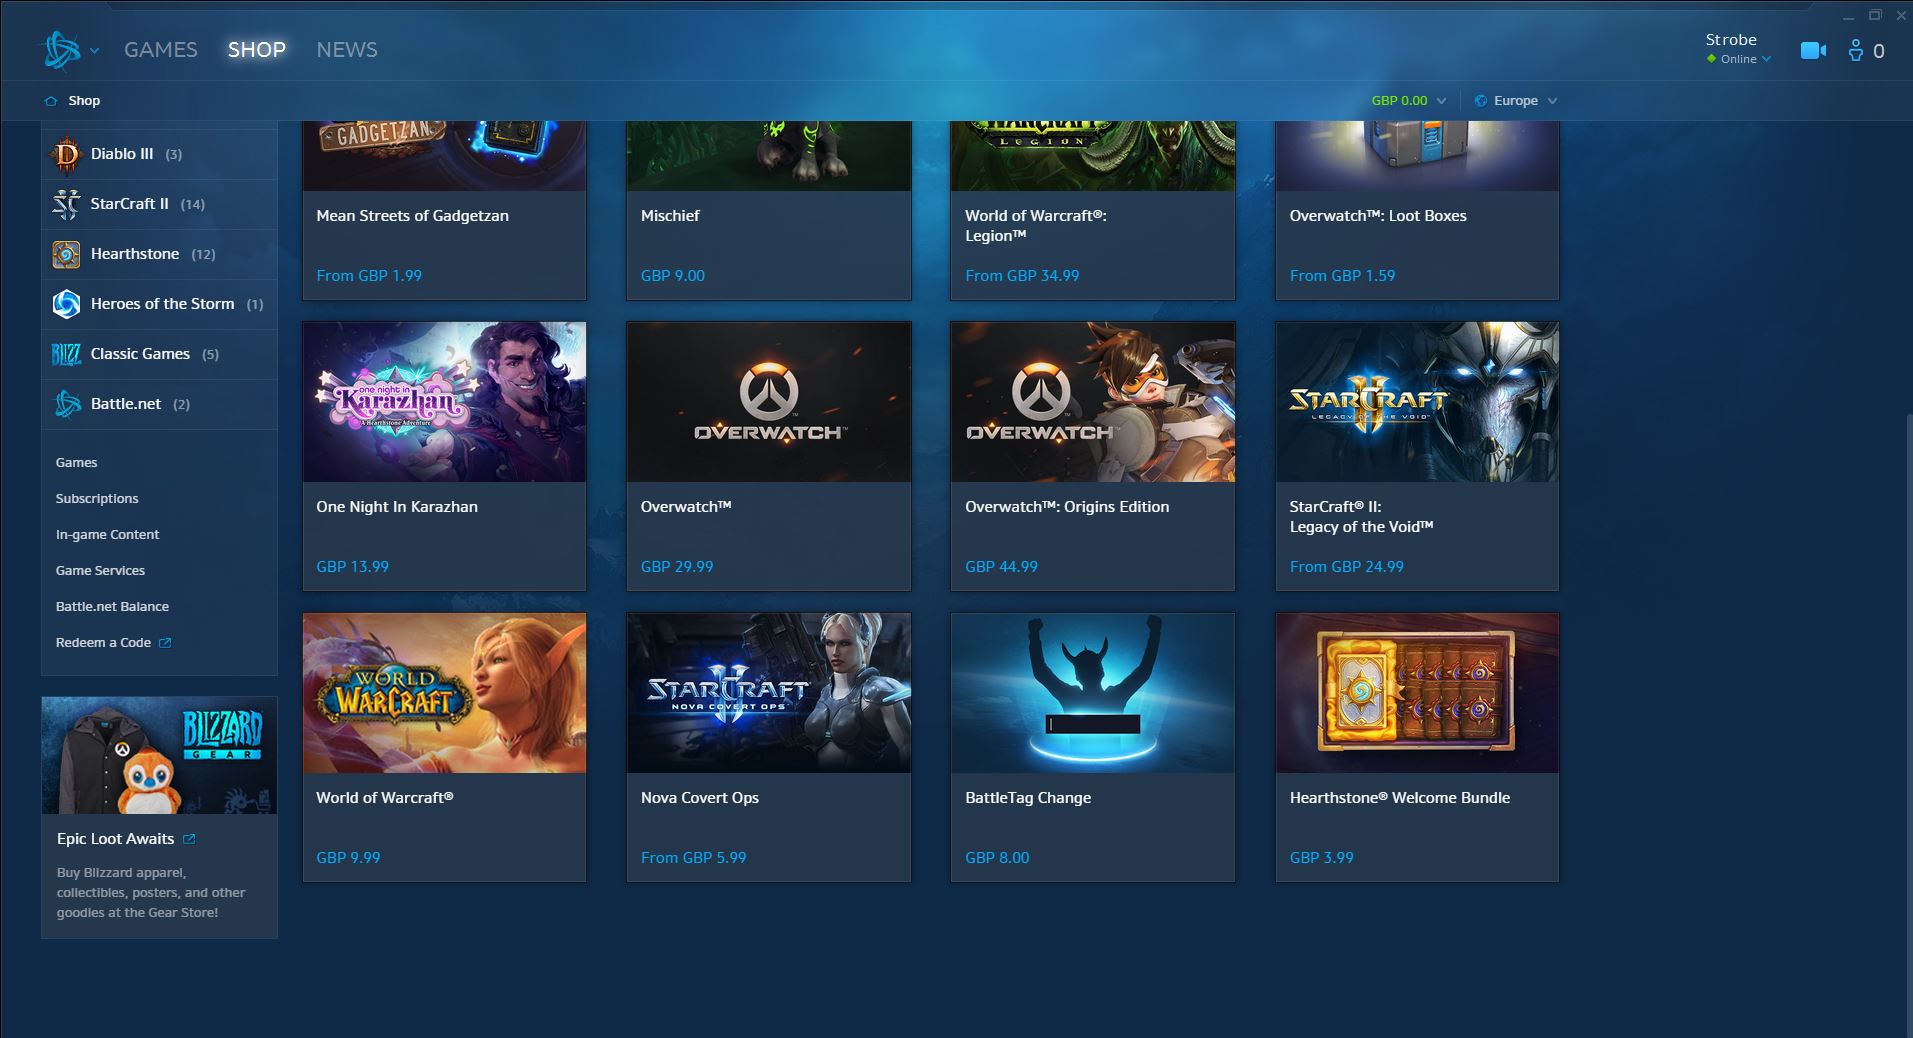 GAMES
SHOP
NEWS
Strobe
Online
0
Shop
GBP 0.00
Europe
Diablo III (3)
StarCraft II (14)
Hearthstone (12)
Heroes of the Storm (1)
BLIZZ
Classic Games (5)
Battle.net (2)
Games
Subscriptions
In-game Content
Game Services
Battle.net Balance
Redeem a Code
BLIZZARD
GEAR
Epic Loot Awaits
Buy Blizzard apparel,
collectibles, posters, and other
goodies at the Gear Store!
GADGETZAN
Mean Streets of Gadgetzan
From GBP 1.99
Mischief
GBP 9.00
WARCRAFT
LEGION
World of Warcraft®:
Legion™
From GBP 34.99
Overwatch™: Loot Boxes
From GBP 1.59
one night in
Karazhan
A Hearthstone Adventure
One Night In Karazhan
GBP 13.99
OVERWATCH™
Overwatch™
GBP 29.99
OVERWATCH™
Overwatch™: Origins Edition
GBP 44.99
STARCRAFT II
LEGACY OF THE VOID
StarCraft® II:
Legacy of the Void™
From GBP 24.99
WORLD
OF
WARCRAFT
World of Warcraft®
GBP 9.99
STARCRAFT II
NOVA COVERT OPS
Nova Covert Ops
From GBP 5.99
BattleTag Change
GBP 8.00
Hearthstone® Welcome Bundle
GBP 3.99